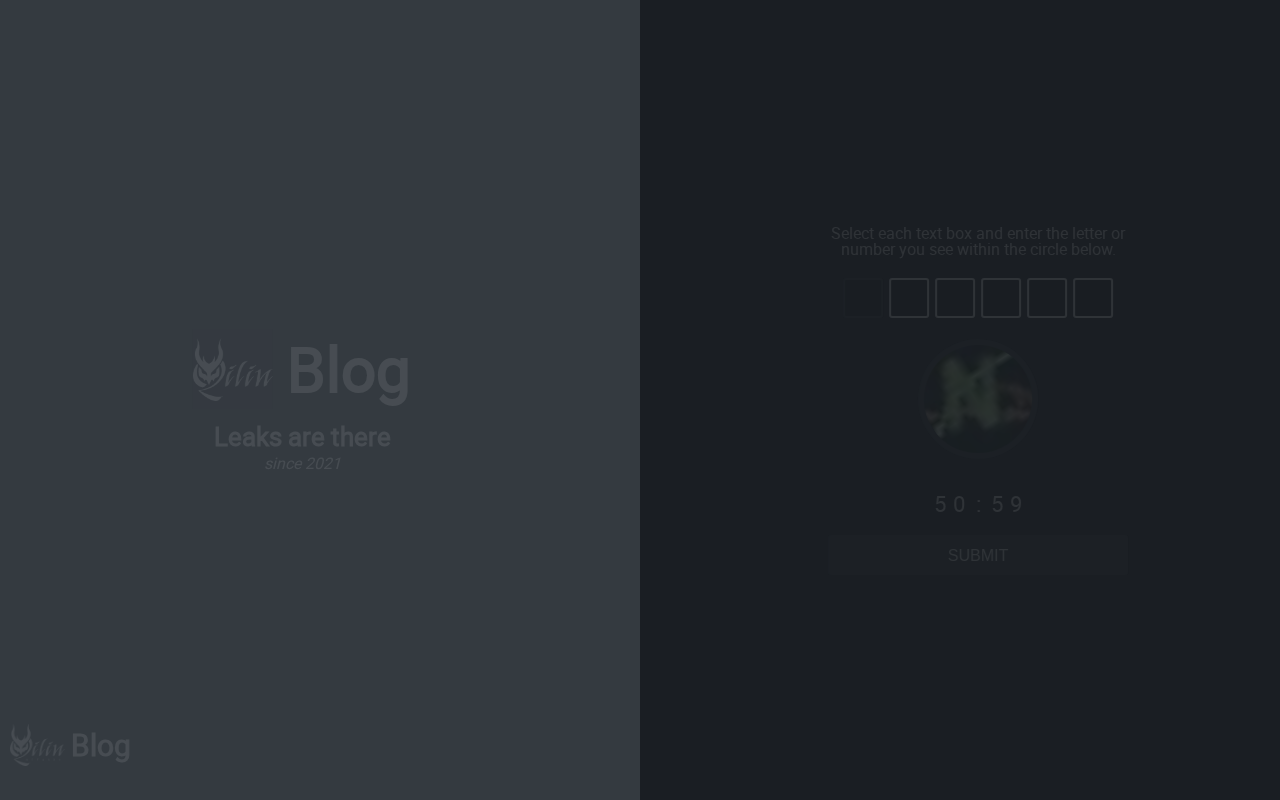 Qilin Blog
Leaks are there
since 2021
Qilin Blog
Select each text box and enter the letter or
number you see within the circle below
50:59
SUBMIT